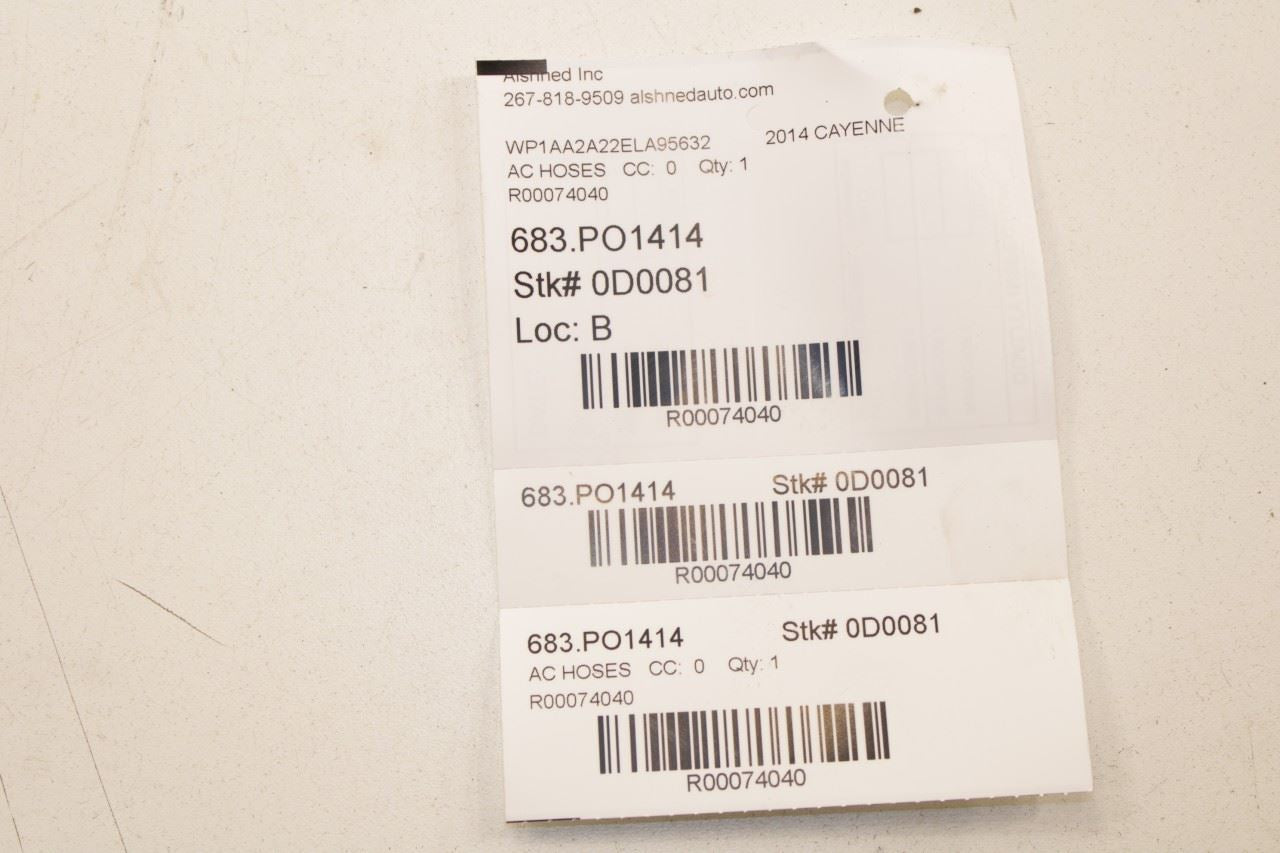 Alshned Inc
267-818-9509 alshnedauto.com
WP1AA2A22ELA95632 2014 CAYENNE
AC HOSES CC: 0 Qty: 1
R00074040
683.PO1414
Stk# 0D0081
Loc: B
R00074040
683.PO1414 Stk# 0D0081
R00074040
683.PO1414 Stk# 0D0081
AC HOSES CC: 0 Qty: 1
R00074040
R00074040